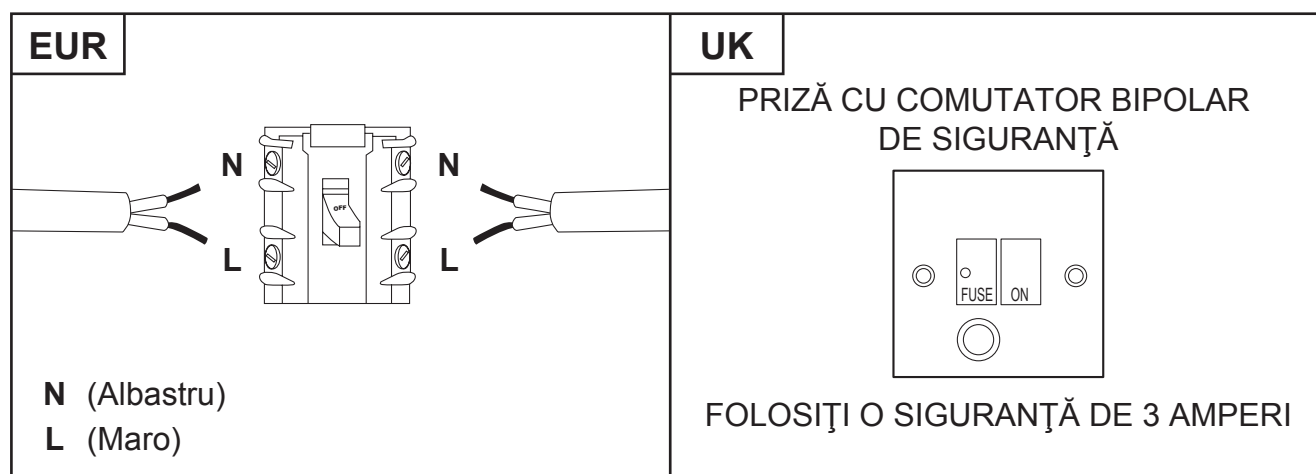 EUR
N
N
OFF
L
L
N (Albastru)
L (Maro)
UK
PRIZĂ CU COMUTATOR BIPOLAR
DE SIGURANŢĂ
FUSE ON
FOLOSIŢI O SIGURANŢĂ DE 3 AMPERI